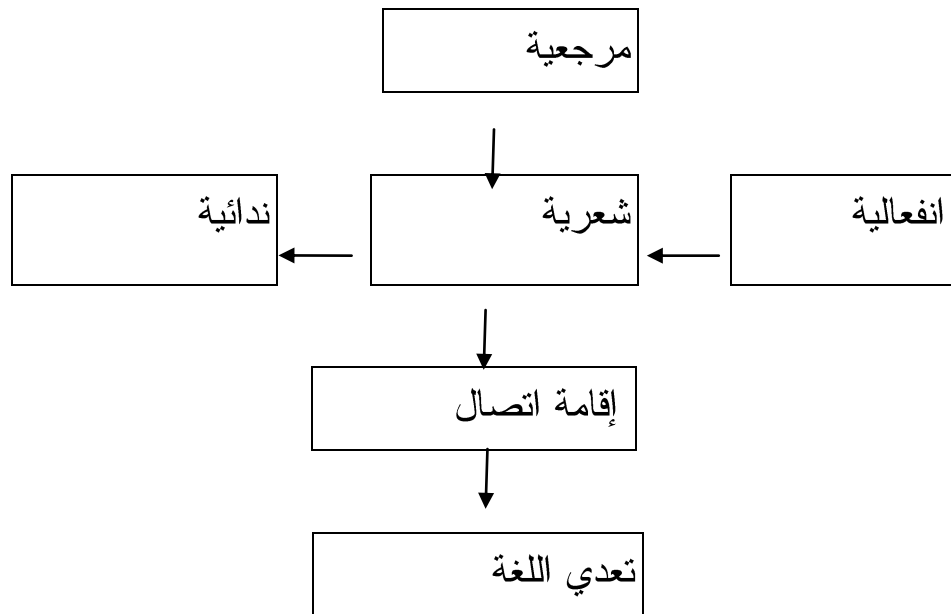 مرجعية
انفعالية
شعرية
ندائية
إقامة اتصال
تعدي اللغة